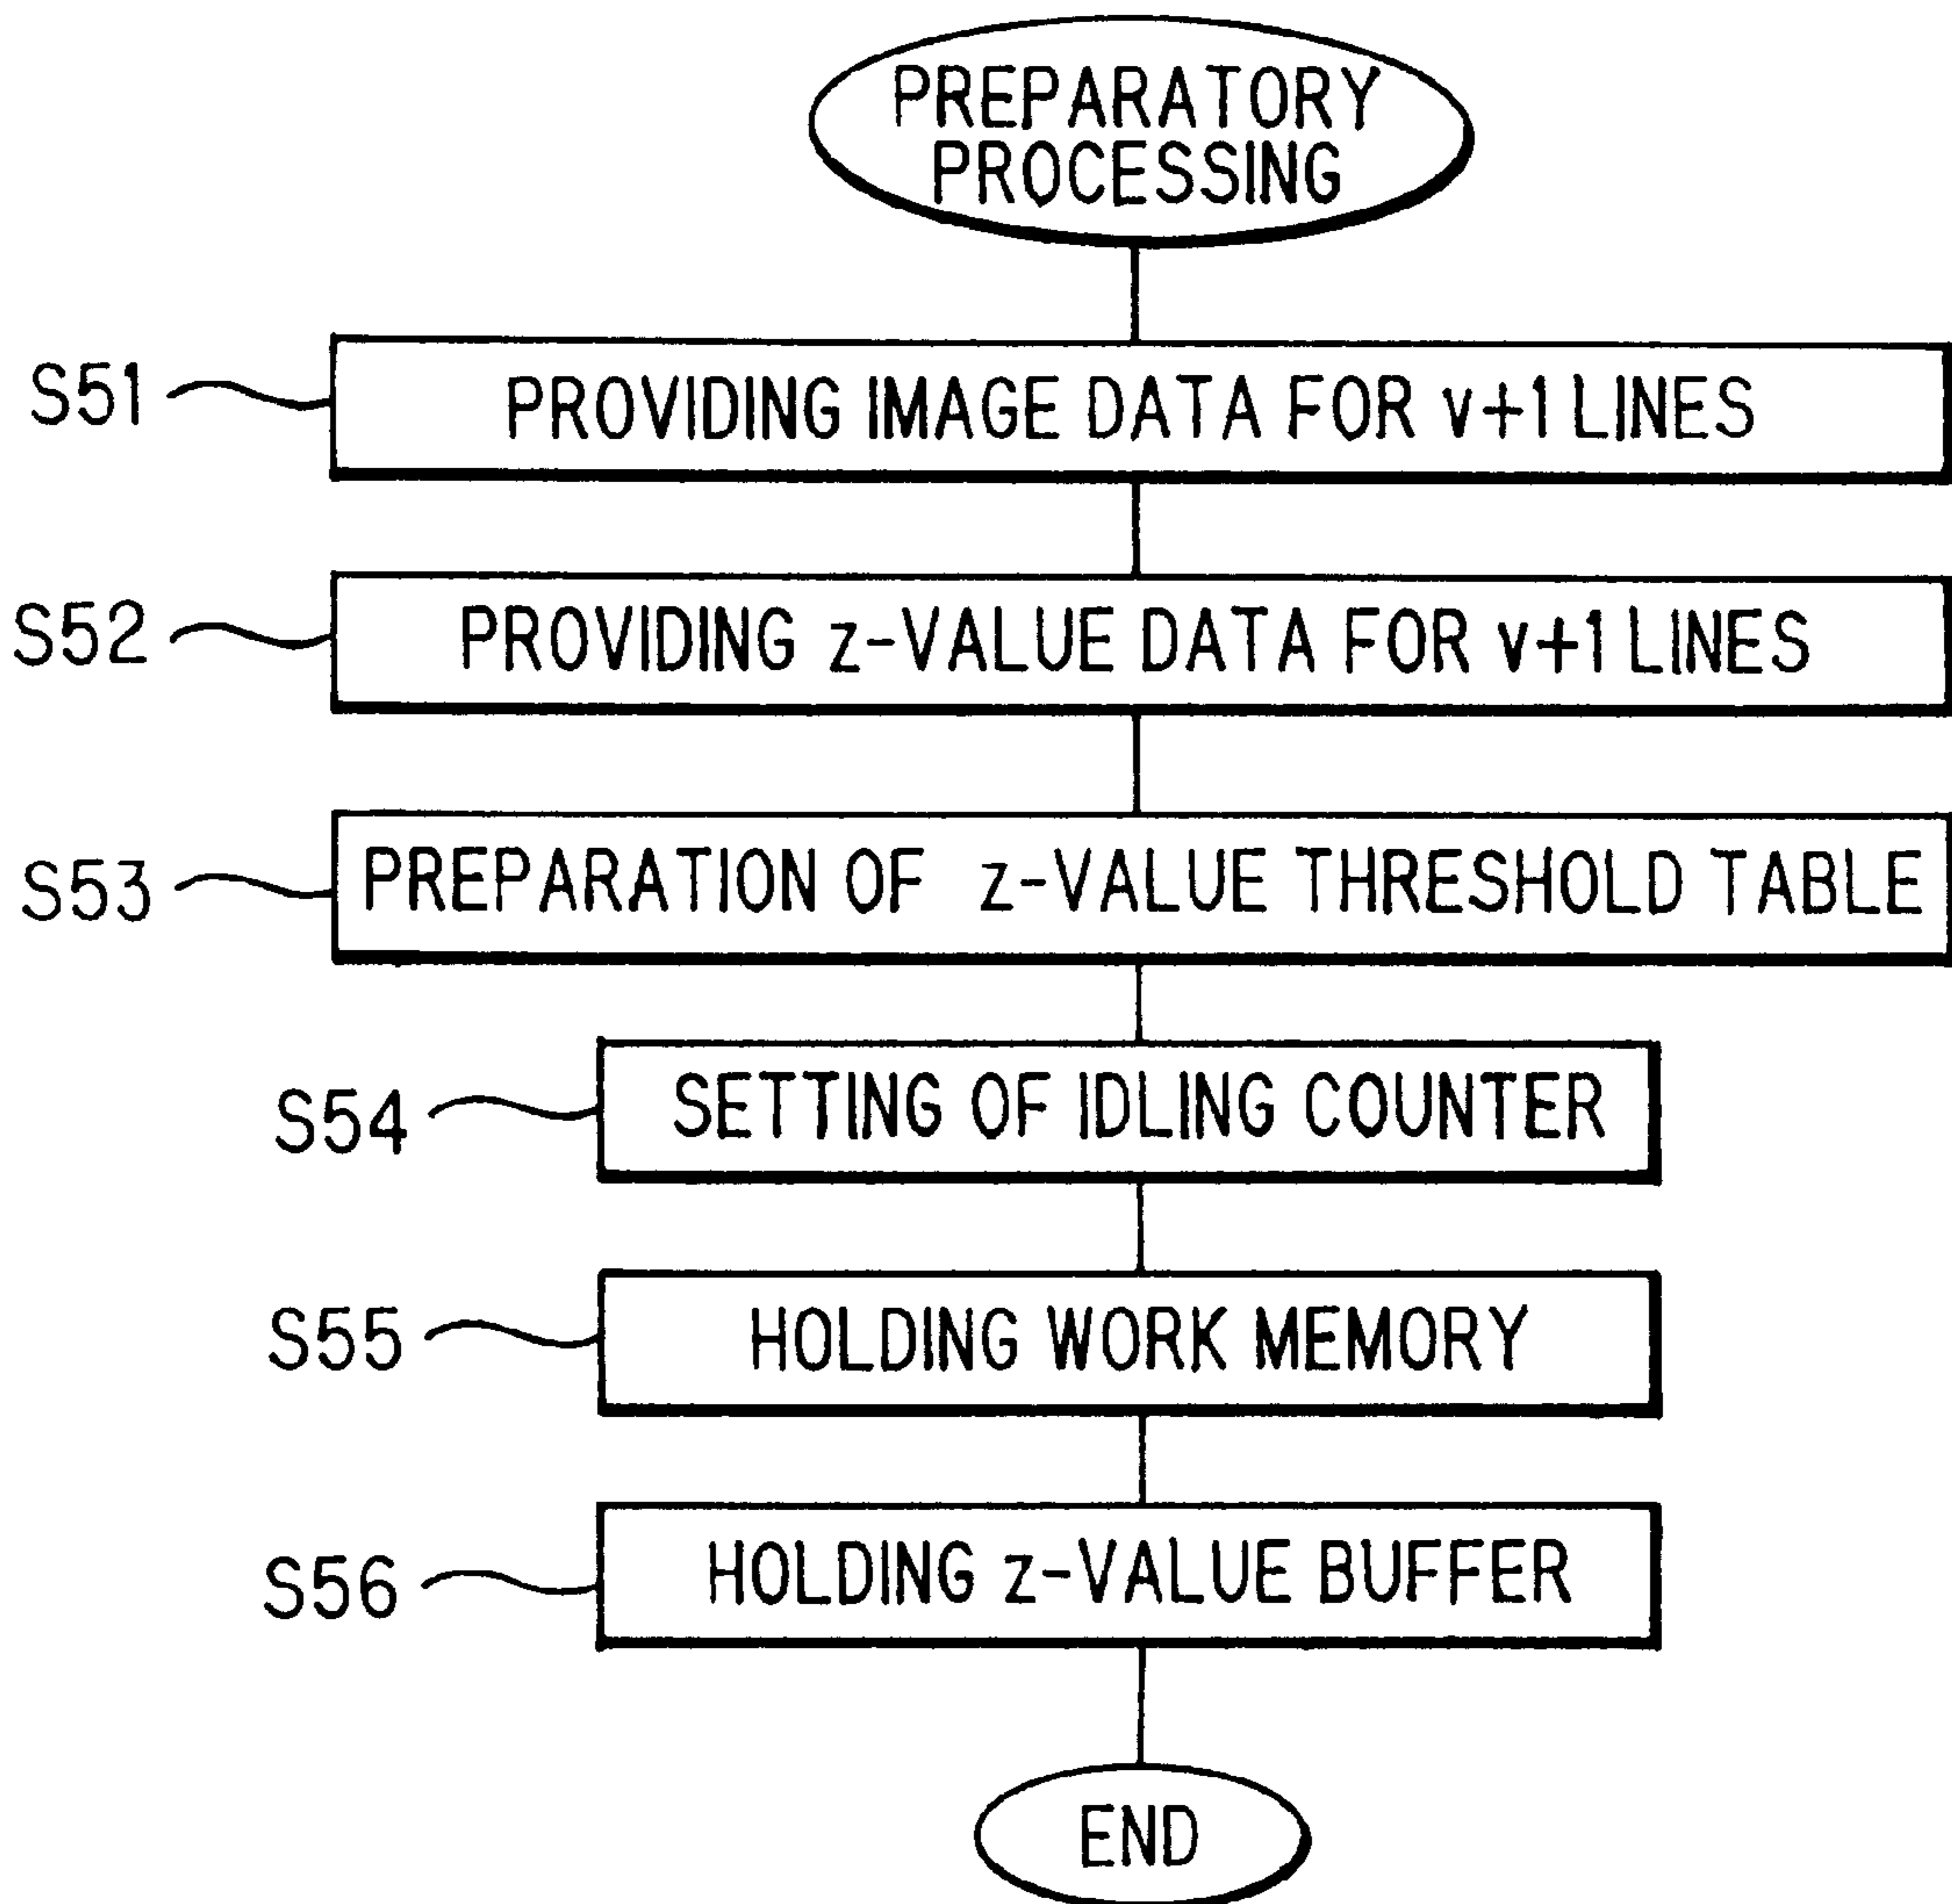 PREPARATORY
PROCESSING
S51
PROVIDING IMAGE DATA FOR v+1 LINES
S52
PROVIDING z-VALUE DATA FOR v+1 LINES
S53
PREPARATION OF z-VALUE THRESHOLD TABLE
S54
SETTING OF IDLING COUNTER
S55
HOLDING WORK MEMORY
S56
HOLDING z-VALUE BUFFER
END